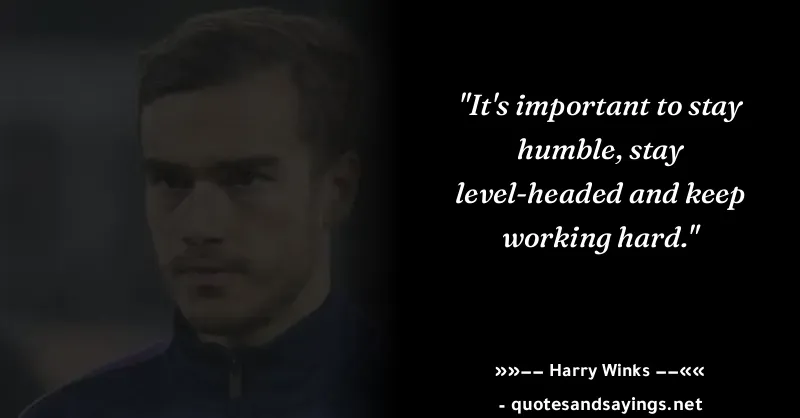 "It's important to stay
humble, stay
level-headed and keep
working hard."
»»−− Harry Winks −−««
- quotesandsayings.net